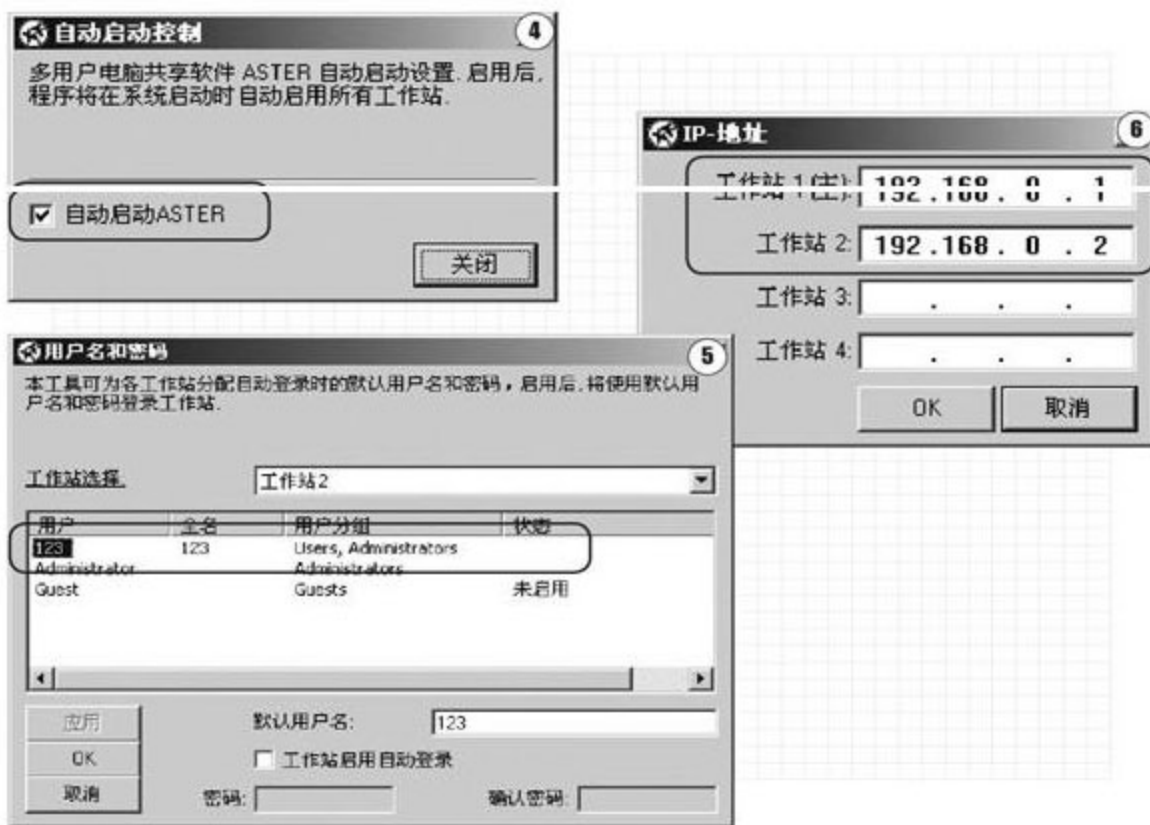 自动启动控制
4
多用户电脑共享软件 ASTER 自动启动设置. 启用后,
程序将在系统启动时自动启用所有工作站.
自动启动ASTER
关闭
IP-地址
6
工作站 1(主): 192 . 168 . 0 . 1
工作站 2: 192 . 168 . 0 . 2
工作站 3: . . .
工作站 4: . . .
OK 取消
用户名和密码
5
本工具可为各工作站分配自动登录时的默认用户名和密码，启用后, 将使用默认用
户名和密码登录工作站.
工作站选择. 工作站2
用户 全名 用户分组 状态
123 123 Users, Administrators
Administrator Administrators
Guest Guests 未启用
应用 默认用户名: 123
OK 工作站启用自动登录
取消 密码: 确认密码: